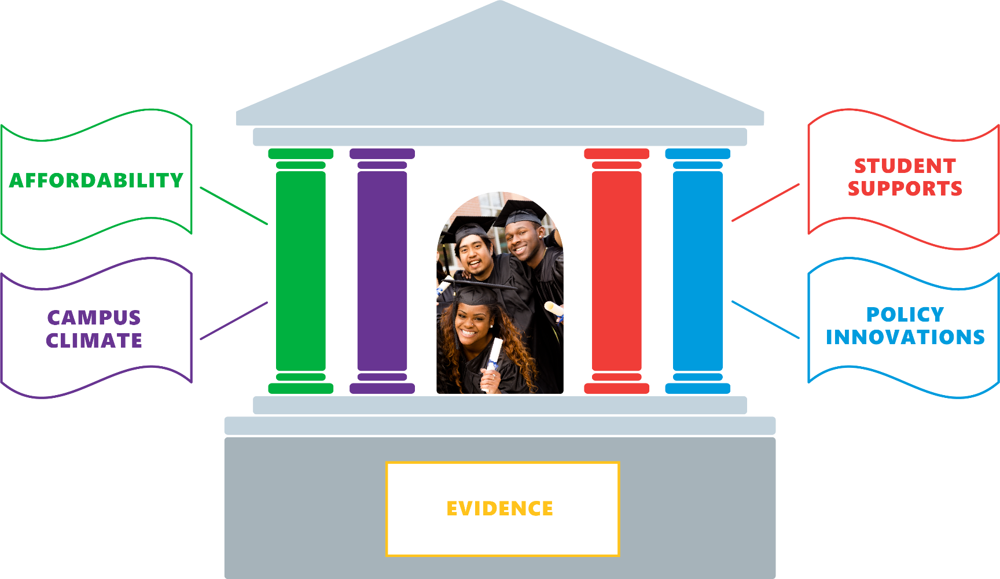 AFFORDABILITY
CAMPUS
CLIMATE
STUDENT
SUPPORTS
POLICY
INNOVATIONS
EVIDENCE